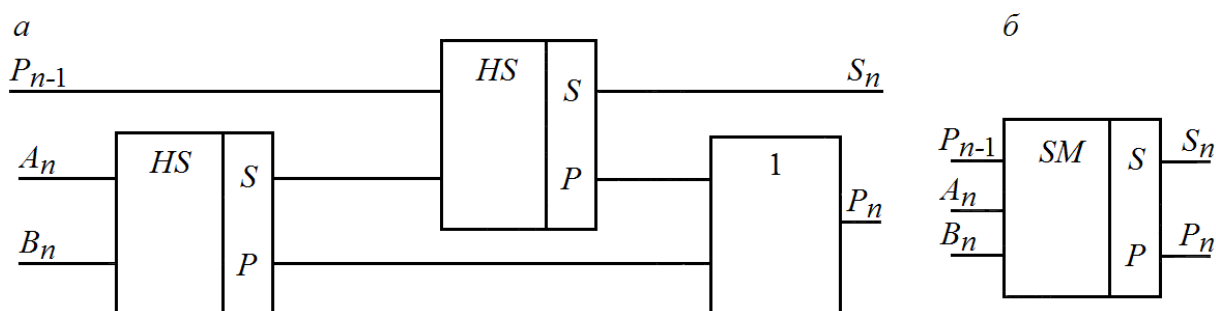 а
б
P_{n-1} HS S S_n
A_n HS S P 1 P_n
B_n P
P_{n-1} SM S S_n
A_n
B_n P P_n